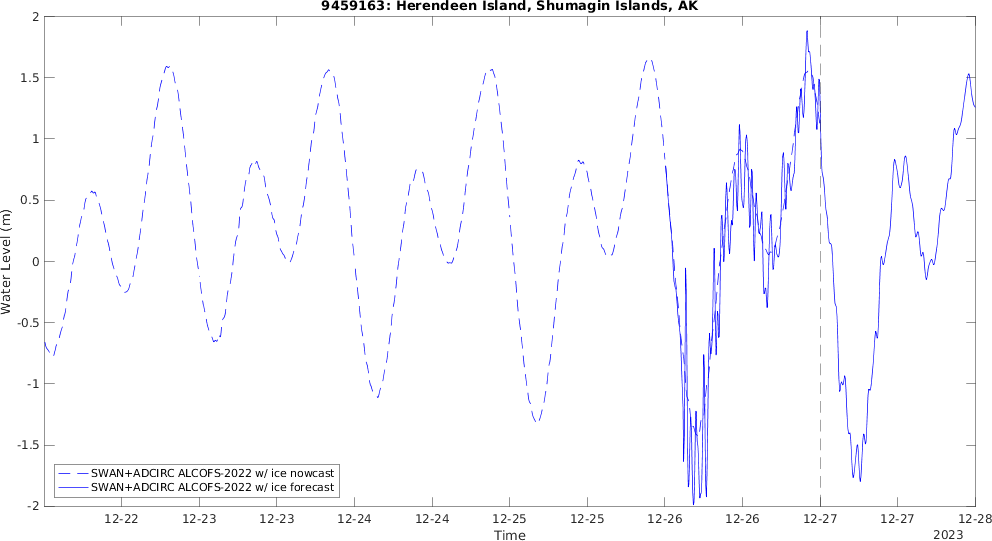 9459163: Herendeen Island, Shumagin Islands, AK
2
1.5
1
0.5
0
-0.5
-1
-1.5
-2
Water Level (m)
SWAN+ADCIRC ALCOFS-2022 w/ ice nowcast
SWAN+ADCIRC ALCOFS-2022 w/ ice forecast
12-22 12-23 12-23 12-24 12-24 12-25 12-25 12-26 12-26 12-27 12-27 12-28
Time
2023